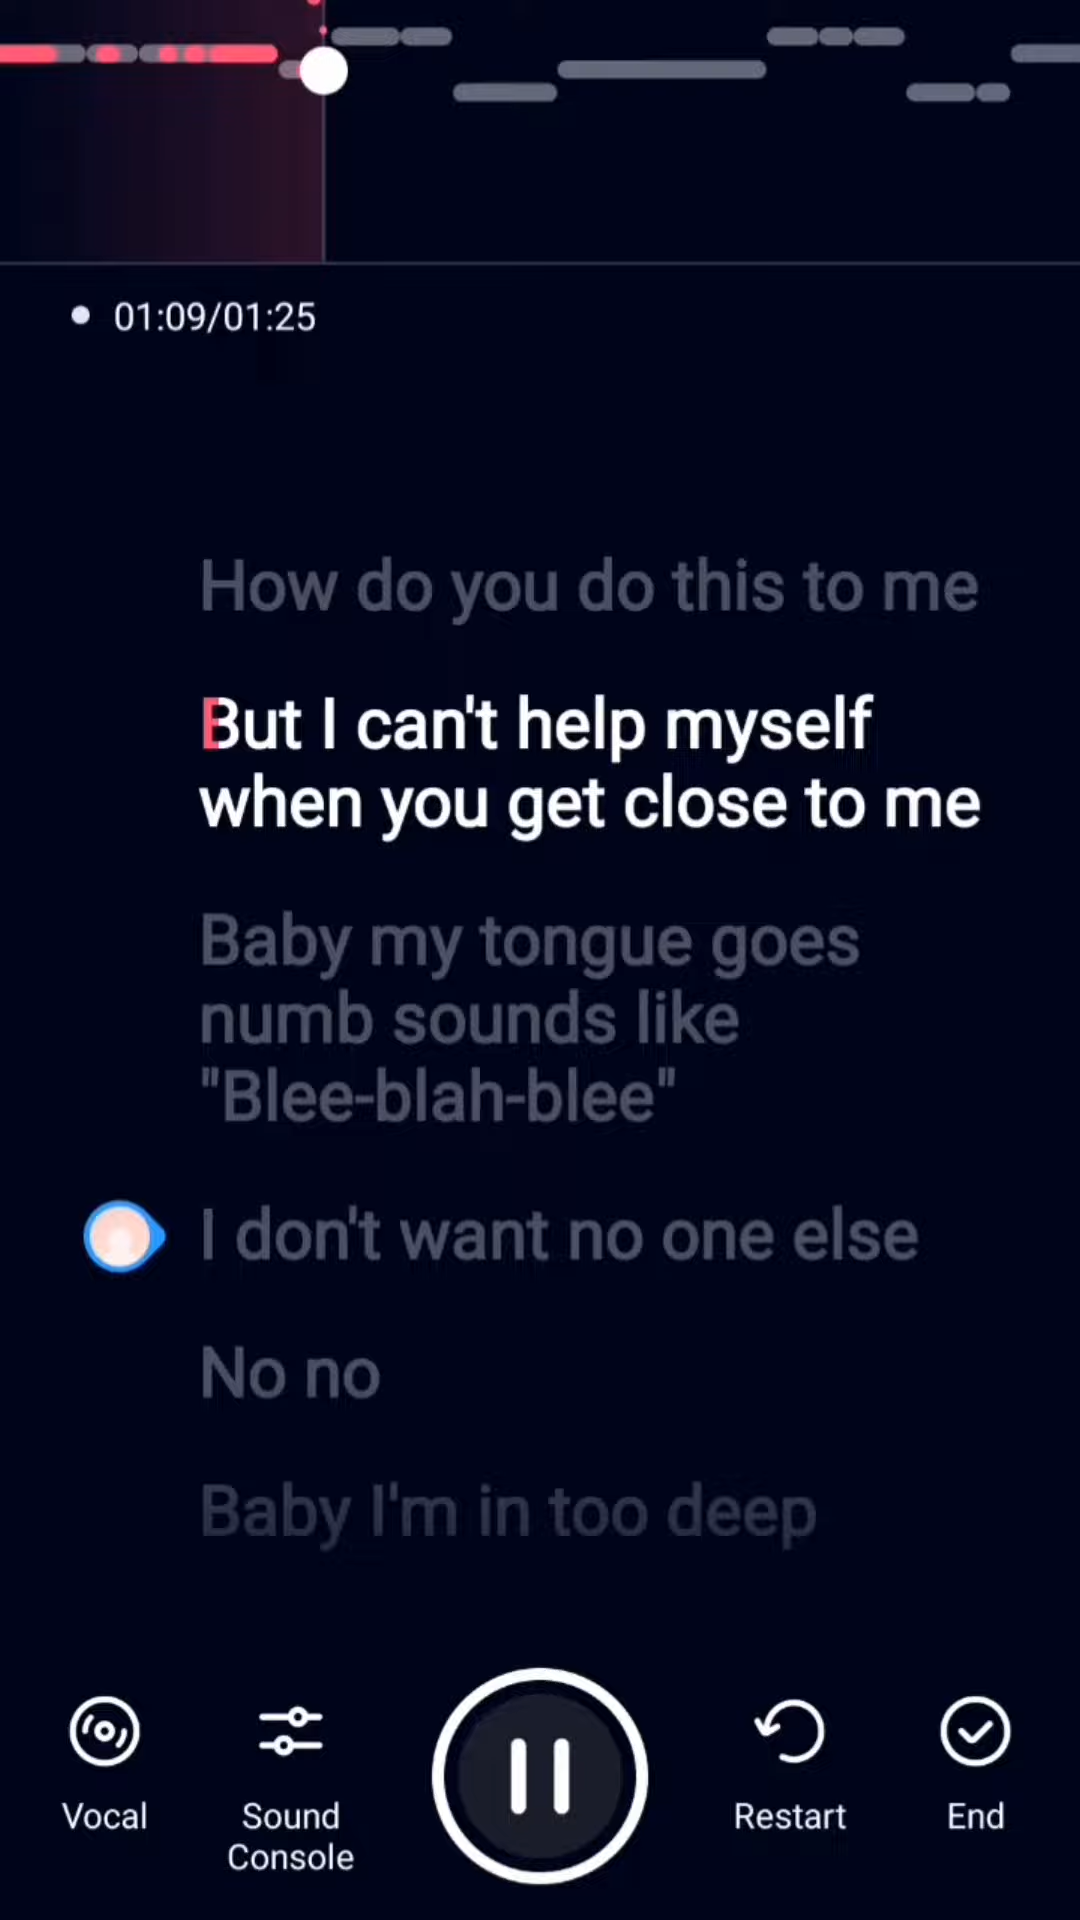 01:09/01:25
How do you do this to me
But I can't help myself
when you get close to me
Baby my tongue goes
numb sounds like
"Blee-blah-blee"
I don't want no one else
No no
Baby I'm in too deep
Vocal
Sound
Console
Restart
End